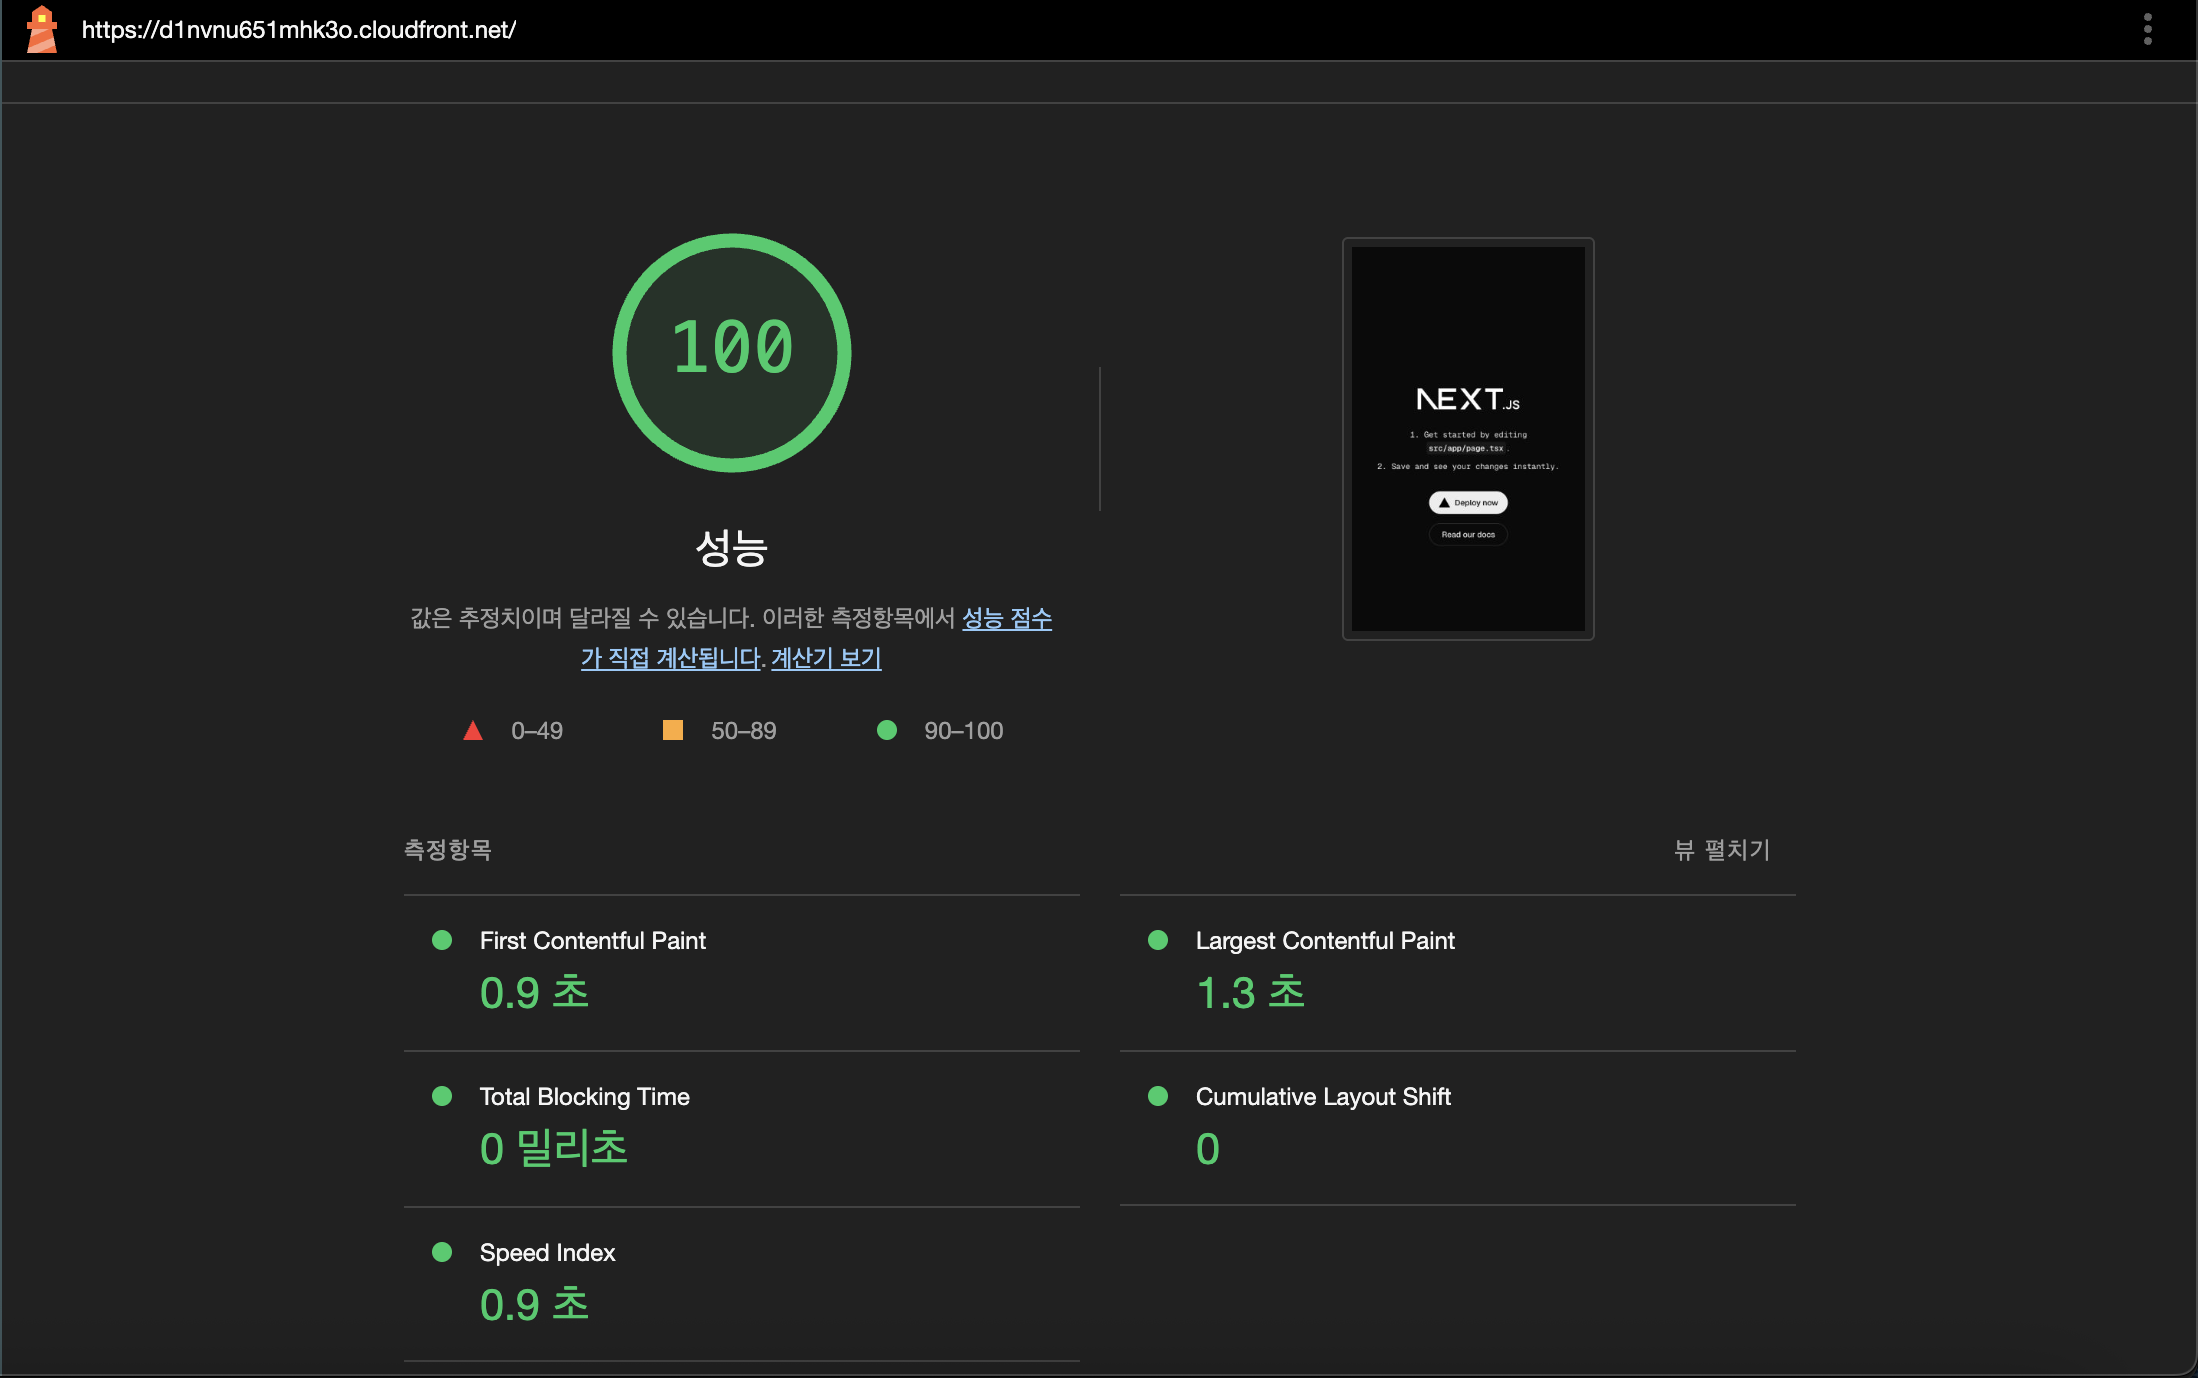 https://d1nvnu651mhk3o.cloudfront.net/
100
성능
값은 추정치이며 달라질 수 있습니다. 이러한 측정항목에서 성능 점수
가 직접 계산됩니다. 계산기 보기
0–49
50–89
90–100
NEXT.JS
1. Get started by editing
src/app/page.tsx.
2. Save and see your changes instantly.
Deploy now
Read our docs
측정항목
뷰 펼치기
First Contentful Paint
0.9 초
Largest Contentful Paint
1.3 초
Total Blocking Time
0 밀리초
Cumulative Layout Shift
0
Speed Index
0.9 초